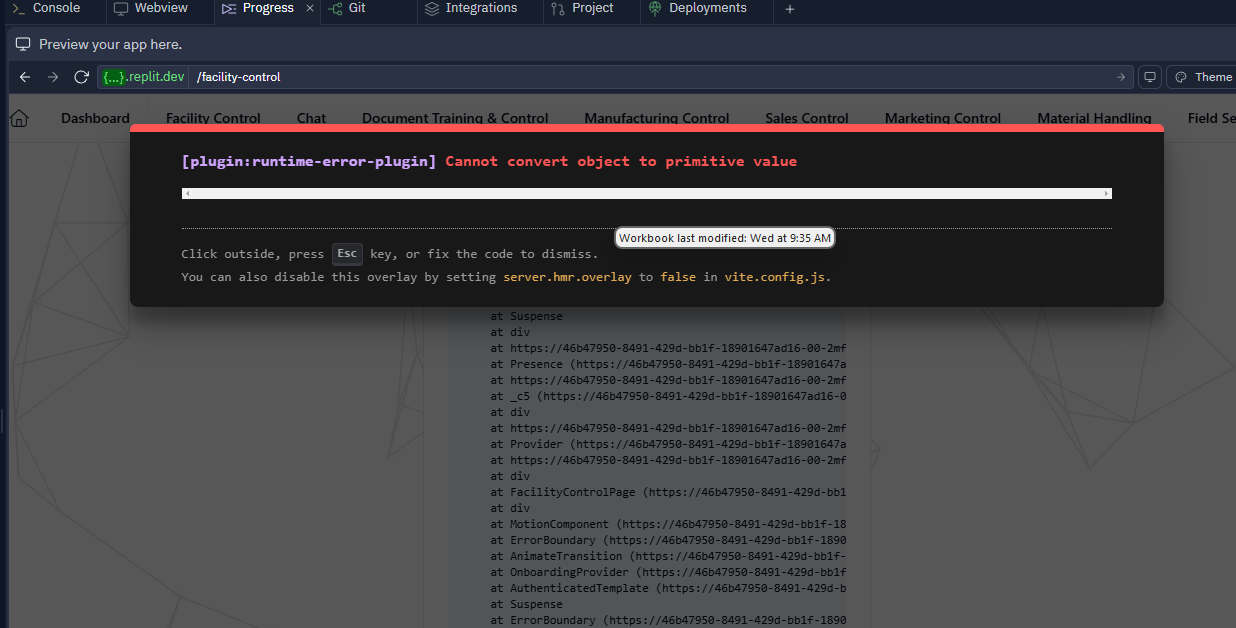 Console Webview Progress × Git Integrations Project Deployments +
Preview your app here.
{...}.replit.dev /facility-control Theme
Dashboard Facility Control Chat Document Training & Control Manufacturing Control Sales Control Marketing Control Material Handling Field Se
[plugin:runtime-error-plugin] Cannot convert object to primitive value
Workbook last modified: Wed at 9:35 AM
Click outside, press Esc key, or fix the code to dismiss.
You can also disable this overlay by setting server.hmr.overlay to false in vite.config.js.
at Suspense
at div
at https://46b47950-8491-429d-bb1f-18901647ad16-00-2mf
at Presence (https://46b47950-8491-429d-bb1f-18901647a
at https://46b47950-8491-429d-bb1f-18901647ad16-00-2mf
at _c5 (https://46b47950-8491-429d-bb1f-18901647ad16-0
at div
at https://46b47950-8491-429d-bb1f-18901647ad16-00-2mf
at Provider (https://46b47950-8491-429d-bb1f-18901647a
at https://46b47950-8491-429d-bb1f-18901647ad16-00-2mf
at div
at FacilityControlPage (https://46b47950-8491-429d-bb1
at div
at MotionComponent (https://46b47950-8491-429d-bb1f-18
at ErrorBoundary (https://46b47950-8491-429d-bb1f-1890
at AnimateTransition (https://46b47950-8491-429d-bb1f-
at OnboardingProvider (https://46b47950-8491-429d-bb1f
at AuthenticatedTemplate (https://46b47950-8491-429d-b
at Suspense
at ErrorBoundary (https://46b47950-8491-429d-bb1f-1890